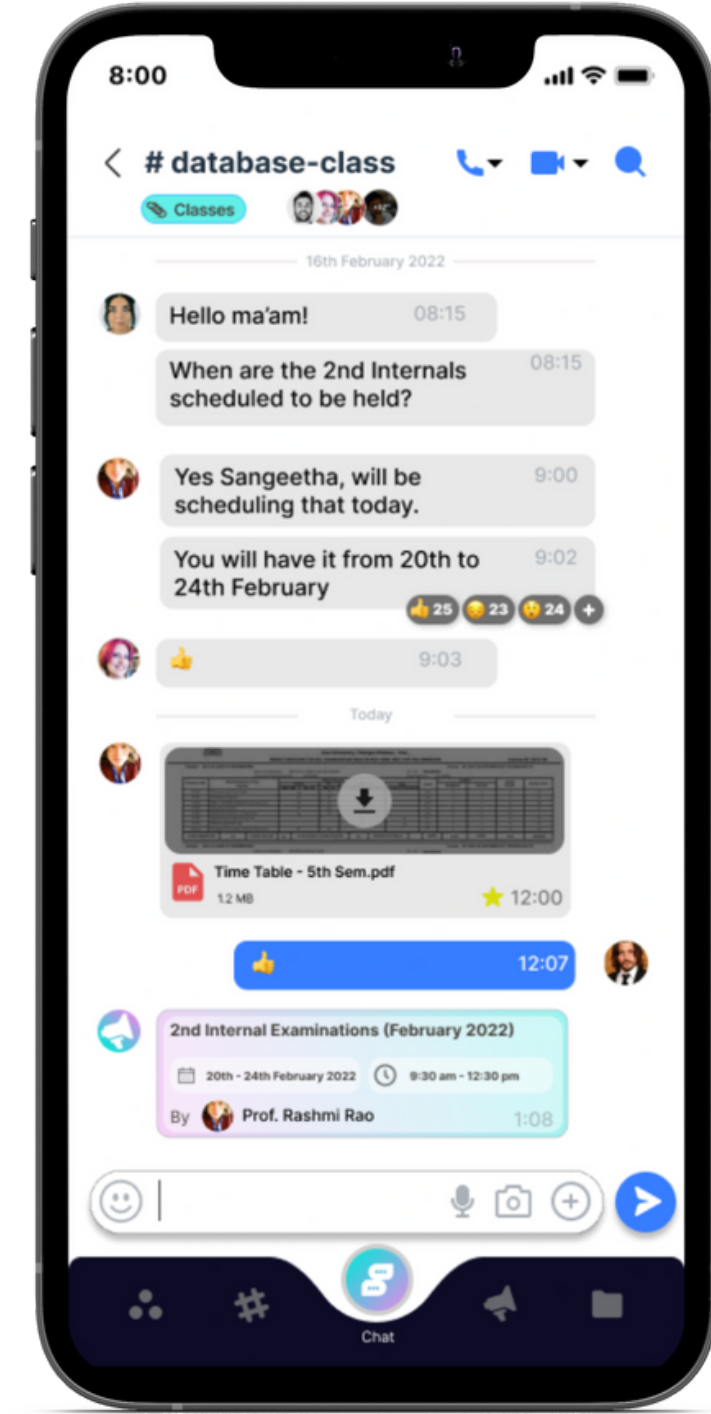 8:00
# database-class
Classes
16th February 2022
Hello ma'am! 08:15
When are the 2nd Internals 08:15
scheduled to be held?
Yes Sangeetha, will be 9:00
scheduling that today.
You will have it from 20th to 9:02
24th February
25 23 24 +
9:03
Today
Time Table - 5th Sem.pdf
PDF 1.2 MB 12:00
12:07
2nd Internal Examinations (February 2022)
20th - 24th February 2022 9:30 am - 12:30 pm
By Prof. Rashmi Rao 1:08
Chat